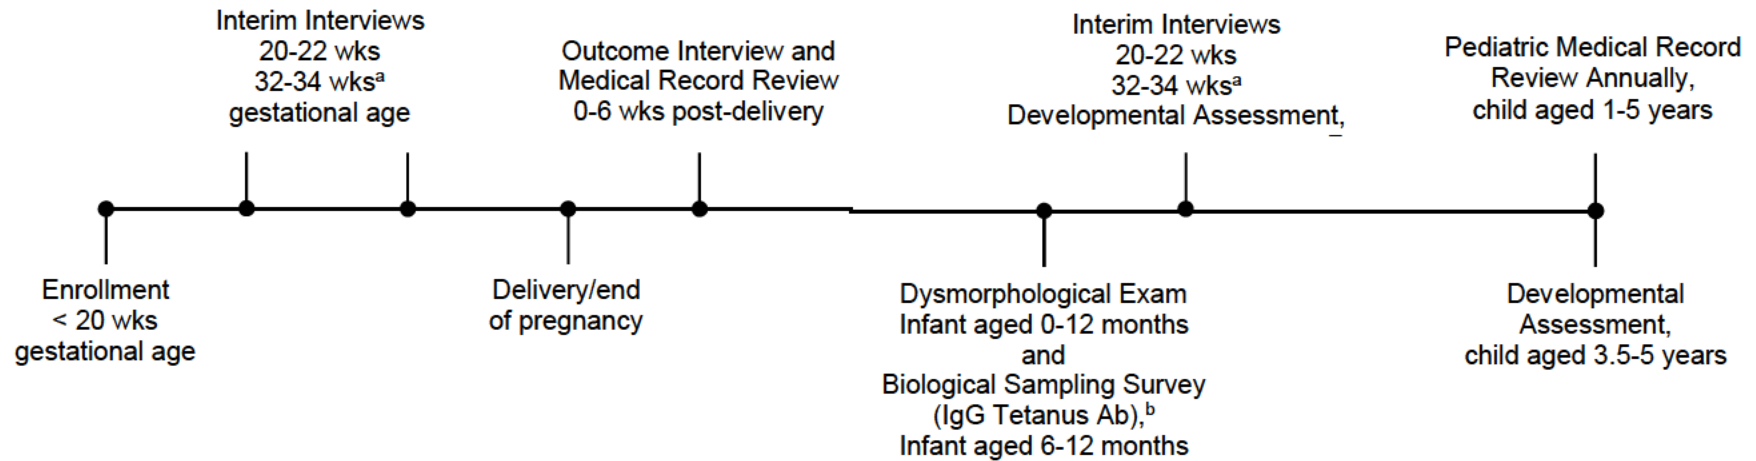 Interim Interviews
20-22 wks
32-34 wksᵃ
gestational age
Outcome Interview and
Medical Record Review
0-6 wks post-delivery
Interim Interviews
20-22 wks
32-34 wksᵃ
Developmental Assessment,
Pediatric Medical Record
Review Annually,
child aged 1-5 years
Enrollment
< 20 wks
gestational age
Delivery/end
of pregnancy
Dysmorphological Exam
Infant aged 0-12 months
and
Biological Sampling Survey
(IgG Tetanus Ab),ᵇ
Infant aged 6-12 months
Developmental
Assessment,
child aged 3.5-5 years